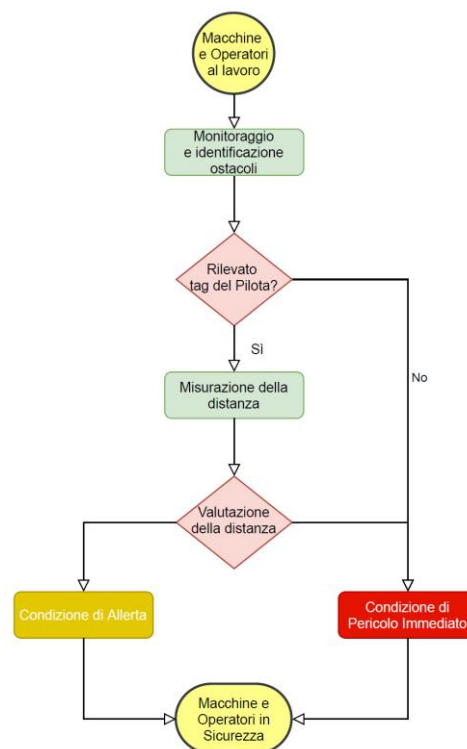 Macchine
e Operatori
al lavoro
Monitoraggio
e identificazione
ostacoli
Rilevato
tag del Pilota?
Sì
No
Misurazione della
distanza
Valutazione
della distanza
Condizione di Allerta
Condizione di
Pericolo Immediato
Macchine e
Operatori in
Sicurezza